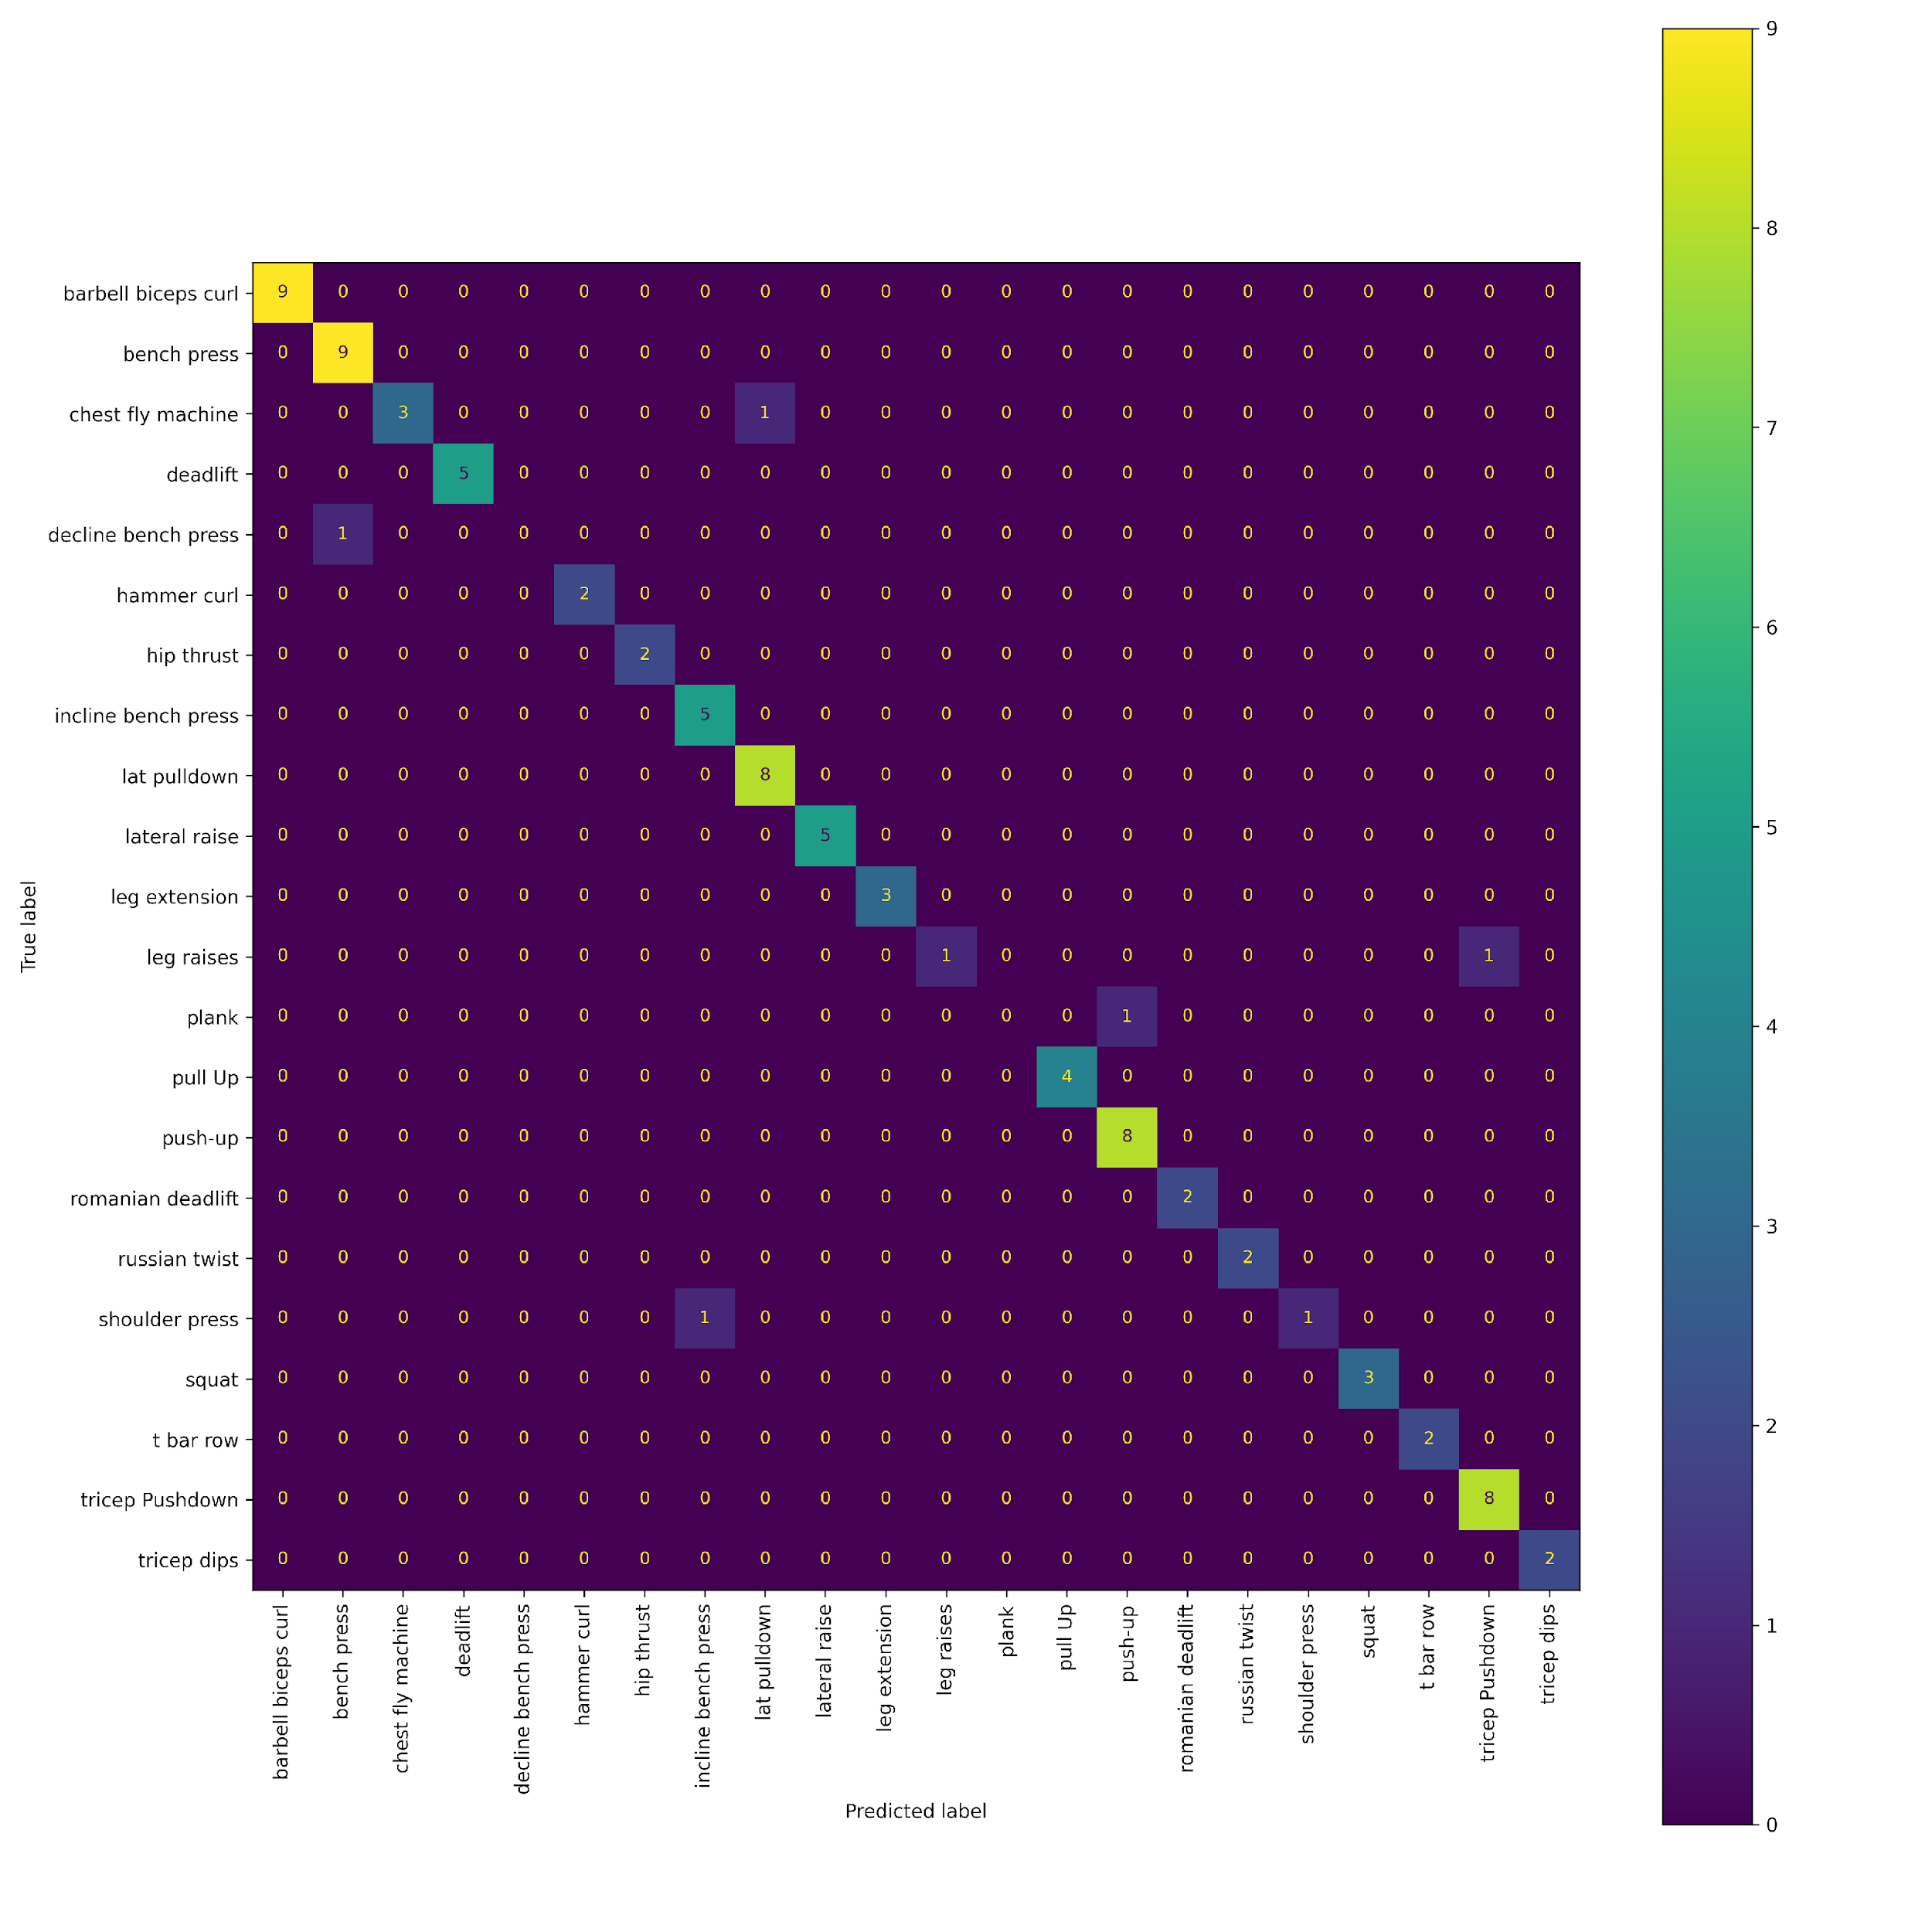 9
8
7
6
5
4
3
2
1
0
True label
barbell biceps curl 9 0 0 0 0 0 0 0 0 0 0 0 0 0 0 0 0 0 0 0 0 0
bench press 0 9 0 0 0 0 0 0 0 0 0 0 0 0 0 0 0 0 0 0 0 0
chest fly machine 0 0 3 0 0 0 0 0 1 0 0 0 0 0 0 0 0 0 0 0 0 0
deadlift 0 0 0 5 0 0 0 0 0 0 0 0 0 0 0 0 0 0 0 0 0 0
decline bench press 0 1 0 0 0 0 0 0 0 0 0 0 0 0 0 0 0 0 0 0 0 0
hammer curl 0 0 0 0 0 2 0 0 0 0 0 0 0 0 0 0 0 0 0 0 0 0
hip thrust 0 0 0 0 0 0 2 0 0 0 0 0 0 0 0 0 0 0 0 0 0 0
incline bench press 0 0 0 0 0 0 0 5 0 0 0 0 0 0 0 0 0 0 0 0 0 0
lat pulldown 0 0 0 0 0 0 0 0 8 0 0 0 0 0 0 0 0 0 0 0 0 0
lateral raise 0 0 0 0 0 0 0 0 0 5 0 0 0 0 0 0 0 0 0 0 0 0
leg extension 0 0 0 0 0 0 0 0 0 0 3 0 0 0 0 0 0 0 0 0 0 0
leg raises 0 0 0 0 0 0 0 0 0 0 0 1 0 0 0 0 0 0 0 0 1 0
plank 0 0 0 0 0 0 0 0 0 0 0 0 0 0 1 0 0 0 0 0 0 0
pull Up 0 0 0 0 0 0 0 0 0 0 0 0 0 4 0 0 0 0 0 0 0 0
push-up 0 0 0 0 0 0 0 0 0 0 0 0 0 0 8 0 0 0 0 0 0 0
romanian deadlift 0 0 0 0 0 0 0 0 0 0 0 0 0 0 0 2 0 0 0 0 0 0
russian twist 0 0 0 0 0 0 0 0 0 0 0 0 0 0 0 0 2 0 0 0 0 0
shoulder press 0 0 0 0 0 0 0 1 0 0 0 0 0 0 0 0 0 1 0 0 0 0
squat 0 0 0 0 0 0 0 0 0 0 0 0 0 0 0 0 0 0 3 0 0 0
t bar row 0 0 0 0 0 0 0 0 0 0 0 0 0 0 0 0 0 0 0 2 0 0
tricep Pushdown 0 0 0 0 0 0 0 0 0 0 0 0 0 0 0 0 0 0 0 0 8 0
tricep dips 0 0 0 0 0 0 0 0 0 0 0 0 0 0 0 0 0 0 0 0 0 2
barbell biceps curl
bench press
chest fly machine
deadlift
decline bench press
hammer curl
hip thrust
incline bench press
lat pulldown
lateral raise
leg extension
leg raises
plank
pull Up
push-up
romanian deadlift
russian twist
shoulder press
squat
t bar row
tricep Pushdown
tricep dips
Predicted label